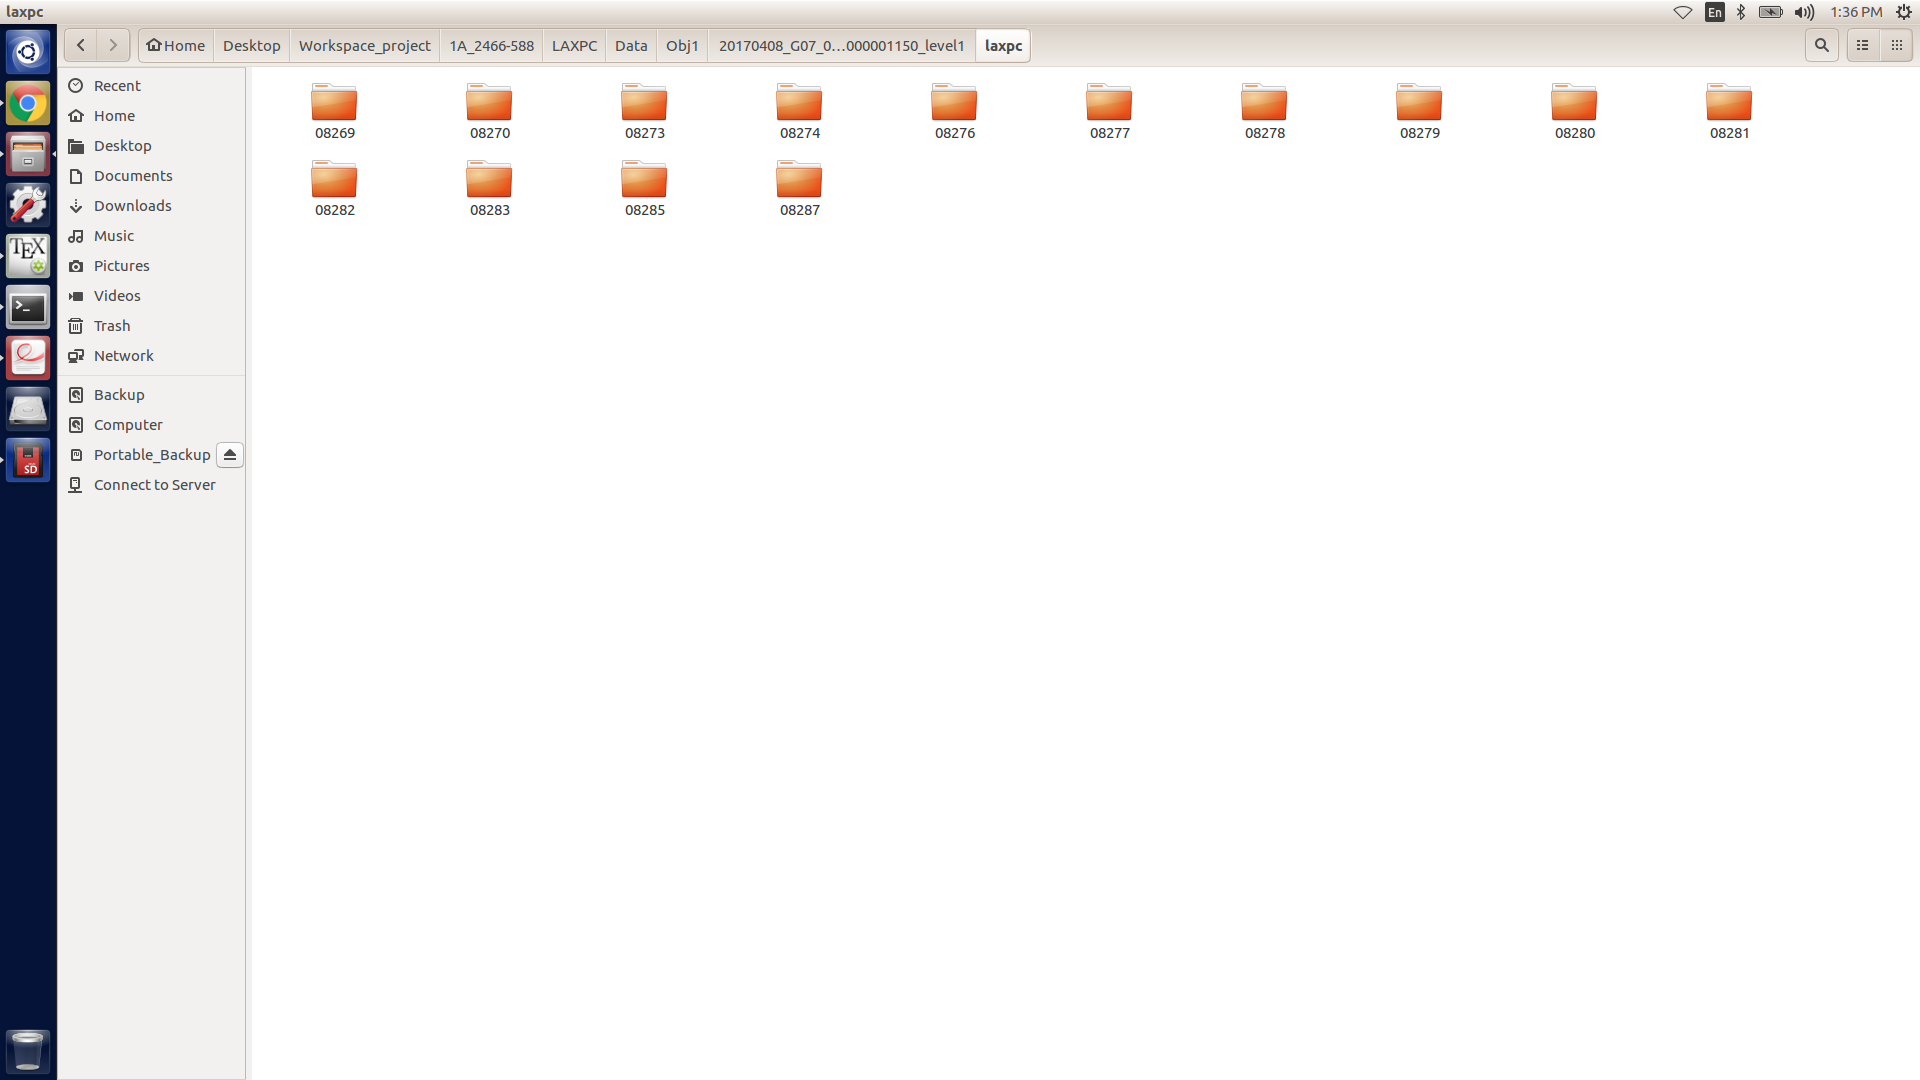 laxpc En 1:36 PM
Home Desktop Workspace_project 1A_2466-588 LAXPC Data Obj1 20170408_G07_0...000001150_level1 laxpc
Recent
Home
Desktop
Documents
Downloads
Music
Pictures
Videos
Trash
Network
Backup
Computer
Portable_Backup
Connect to Server
08269 08270 08273 08274 08276 08277 08278 08279 08280 08281
08282 08283 08285 08287
TEX
>_
SD